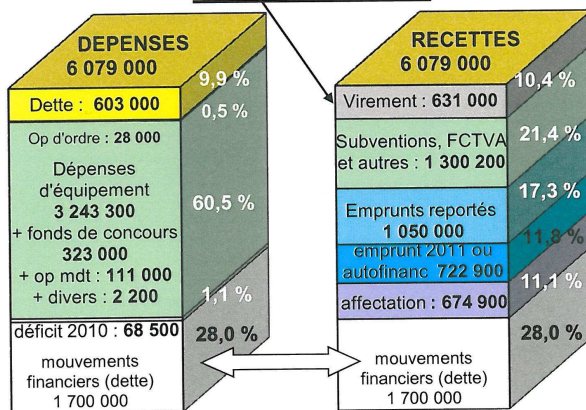 DEPENSES
6 079 000
9,9 %
Dette : 603 000
0,5 %
Op d'ordre : 28 000
Dépenses
d'équipement
3 243 300
+ fonds de concours
323 000
+ op mdt : 111 000
+ divers : 2 200
60,5 %
1,1 %
déficit 2010 : 68 500
28,0 %
mouvements
financiers (dette)
1 700 000
RECETTES
6 079 000
10,4 %
Virement : 631 000
21,4 %
Subventions, FCTVA
et autres : 1 300 200
17,3 %
Emprunts reportés
1 050 000
11,8 %
emprunt 2011 ou
autofinanc 722 900
11,1 %
affectation : 674 900
28,0 %
mouvements
financiers (dette)
1 700 000